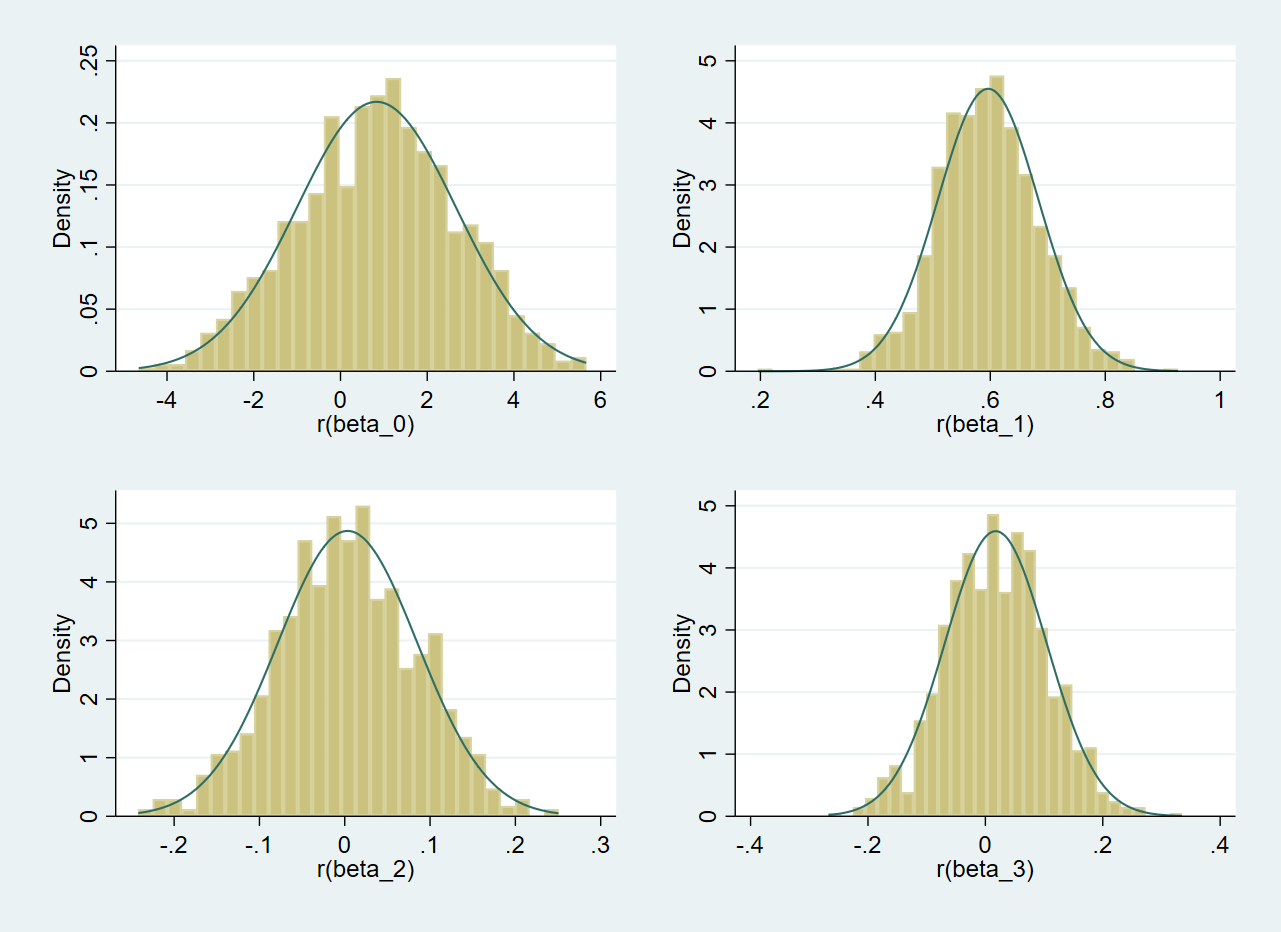 Density
.25
.2
.15
.1
.05
0
-4 -2 0 2 4 6
r(beta_0)
Density
5
4
3
2
1
0
.2 .4 .6 .8 1
r(beta_1)
Density
5
4
3
2
1
0
-.2 -.1 0 .1 .2 .3
r(beta_2)
Density
5
4
3
2
1
0
-.4 -.2 0 .2 .4
r(beta_3)